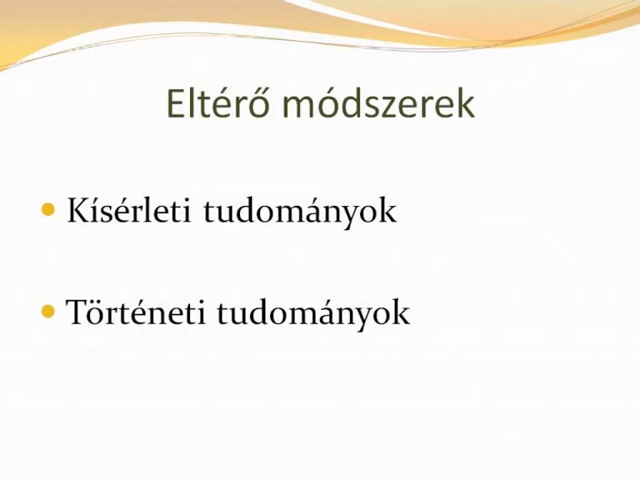 Eltérő módszerek
Kísérleti tudományok
Történeti tudományok